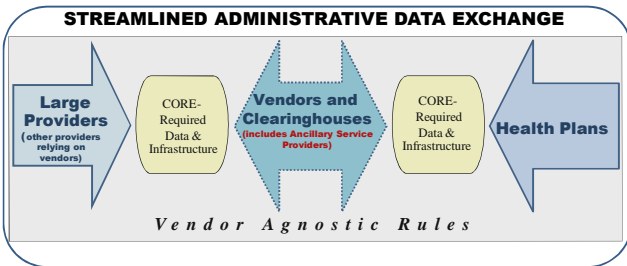 STREAMLINED ADMINISTRATIVE DATA EXCHANGE
Large
Providers
(other providers
relying on
vendors)
CORE-
Required
Data &
Infrastructure
Vendors and
Clearinghouses
(includes Ancillary Service
Providers)
CORE-
Required
Data &
Infrastructure
Health Plans
Vendor Agnostic Rules